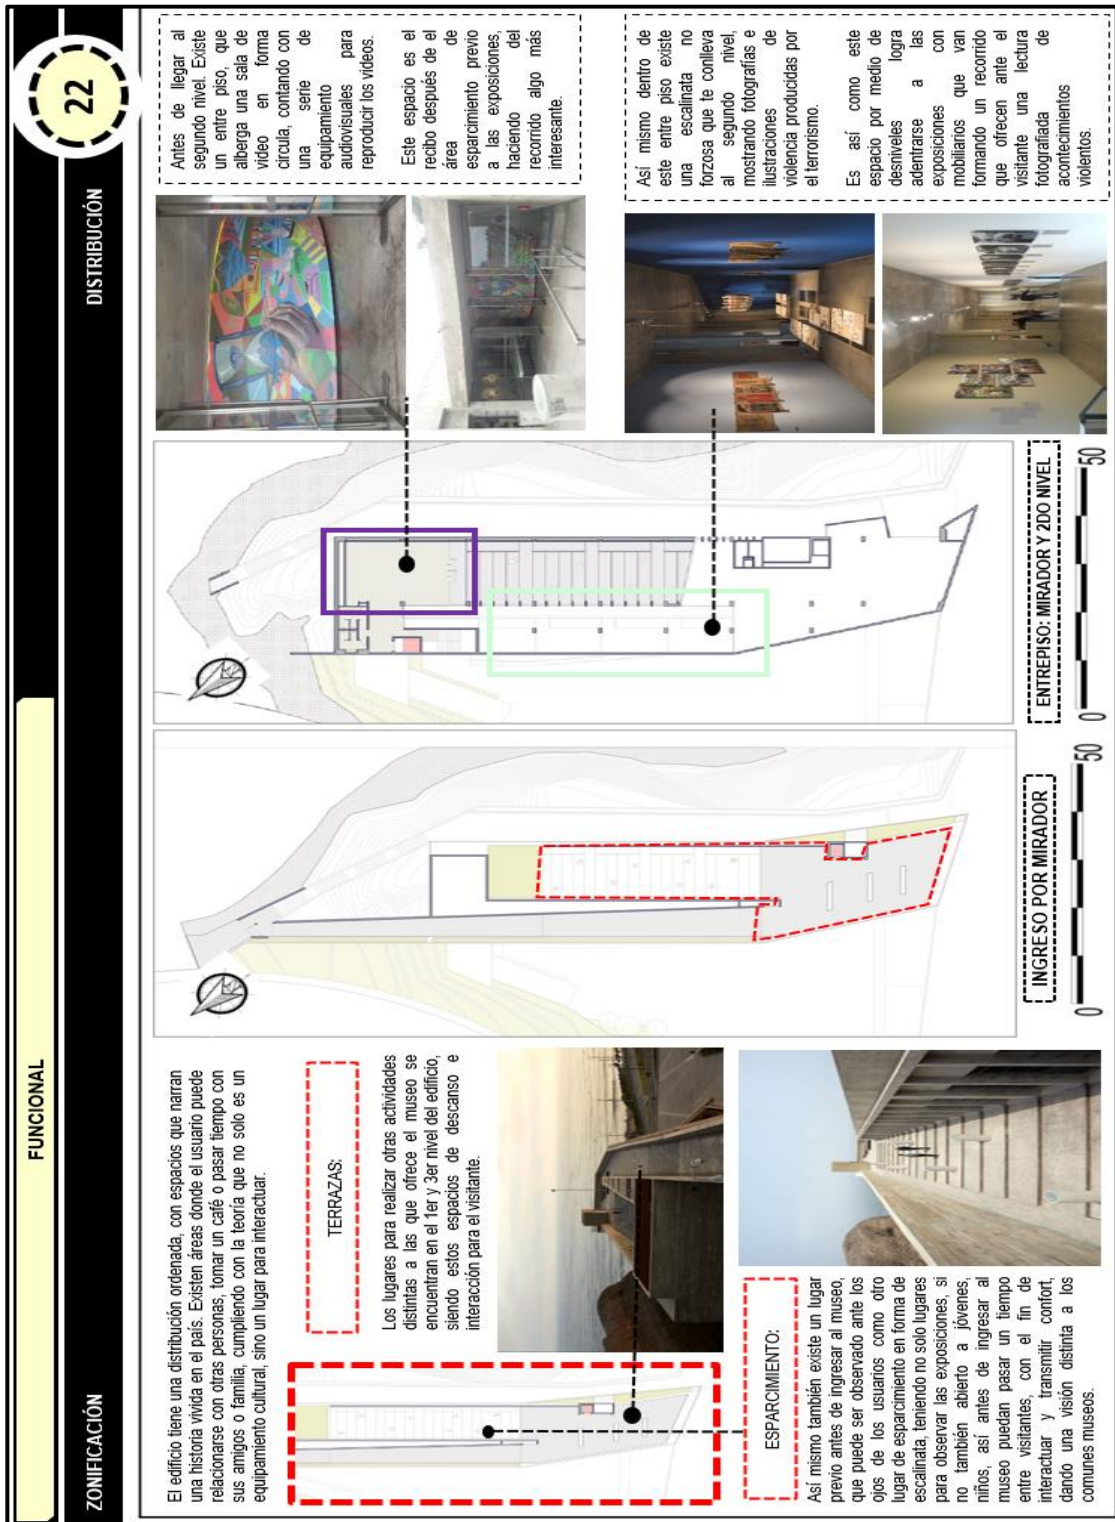 FUNCIONAL
ZONIFICACIÓN
DISTRIBUCIÓN
22
El edificio tiene una distribución ordenada, con espacios que narran
una historia vivida en el país. Existen áreas donde el usuario puede
relacionarse con otras personas, tomar un café o pasar tiempo con
sus amigos o familia, cumpliendo con la teoría que no solo es un
equipamiento cultural, sino un lugar para interactuar.
TERRAZAS:
Los lugares para realizar otras actividades
distintas a las que ofrece el museo se
encuentran en el 1er y 3er nivel del edificio,
siendo estos espacios de descanso e
interacción para el visitante.
ESPARCIMIENTO:
Así mismo también existe un lugar
previo antes de ingresar al museo,
que puede ser observado ante los
ojos de los usuarios como otro
lugar de esparcimiento en forma de
escalinata, teniendo no solo lugares
para observar las exposiciones, si
no también abierto a jóvenes,
niños, así antes de ingresar al
museo puedan pasar un tiempo
entre visitantes, con el fin de
interactuar y transmitir confort,
dando una visión distinta a los
comunes museos.
INGRESO POR MIRADOR
0
50
ENTREPISO: MIRADOR Y 2DO NIVEL
0
50
Antes de llegar al
segundo nivel. Existe
un entre piso, que
alberga una sala de
video en forma
circula, contando con
una serie de
equipamiento
audiovisuales para
reproducir los videos.
Este espacio es el
recibo después de el
área de
esparcimiento previo
a las exposiciones,
haciendo del
recorrido algo más
interesante.
Así mismo dentro de
este entre piso existe
una escalinata no
forzosa que te conlleva
al segundo nivel,
mostrando fotografías e
ilustraciones de
violencia producidas por
el terrorismo.
Es así como este
espacio por medio de
desniveles logra
adentrarse a las
exposiciones con
mobiliarios que van
formando un recorrido
que ofrecen ante el
visitante una lectura
fotografiada de
acontecimientos
violentos.